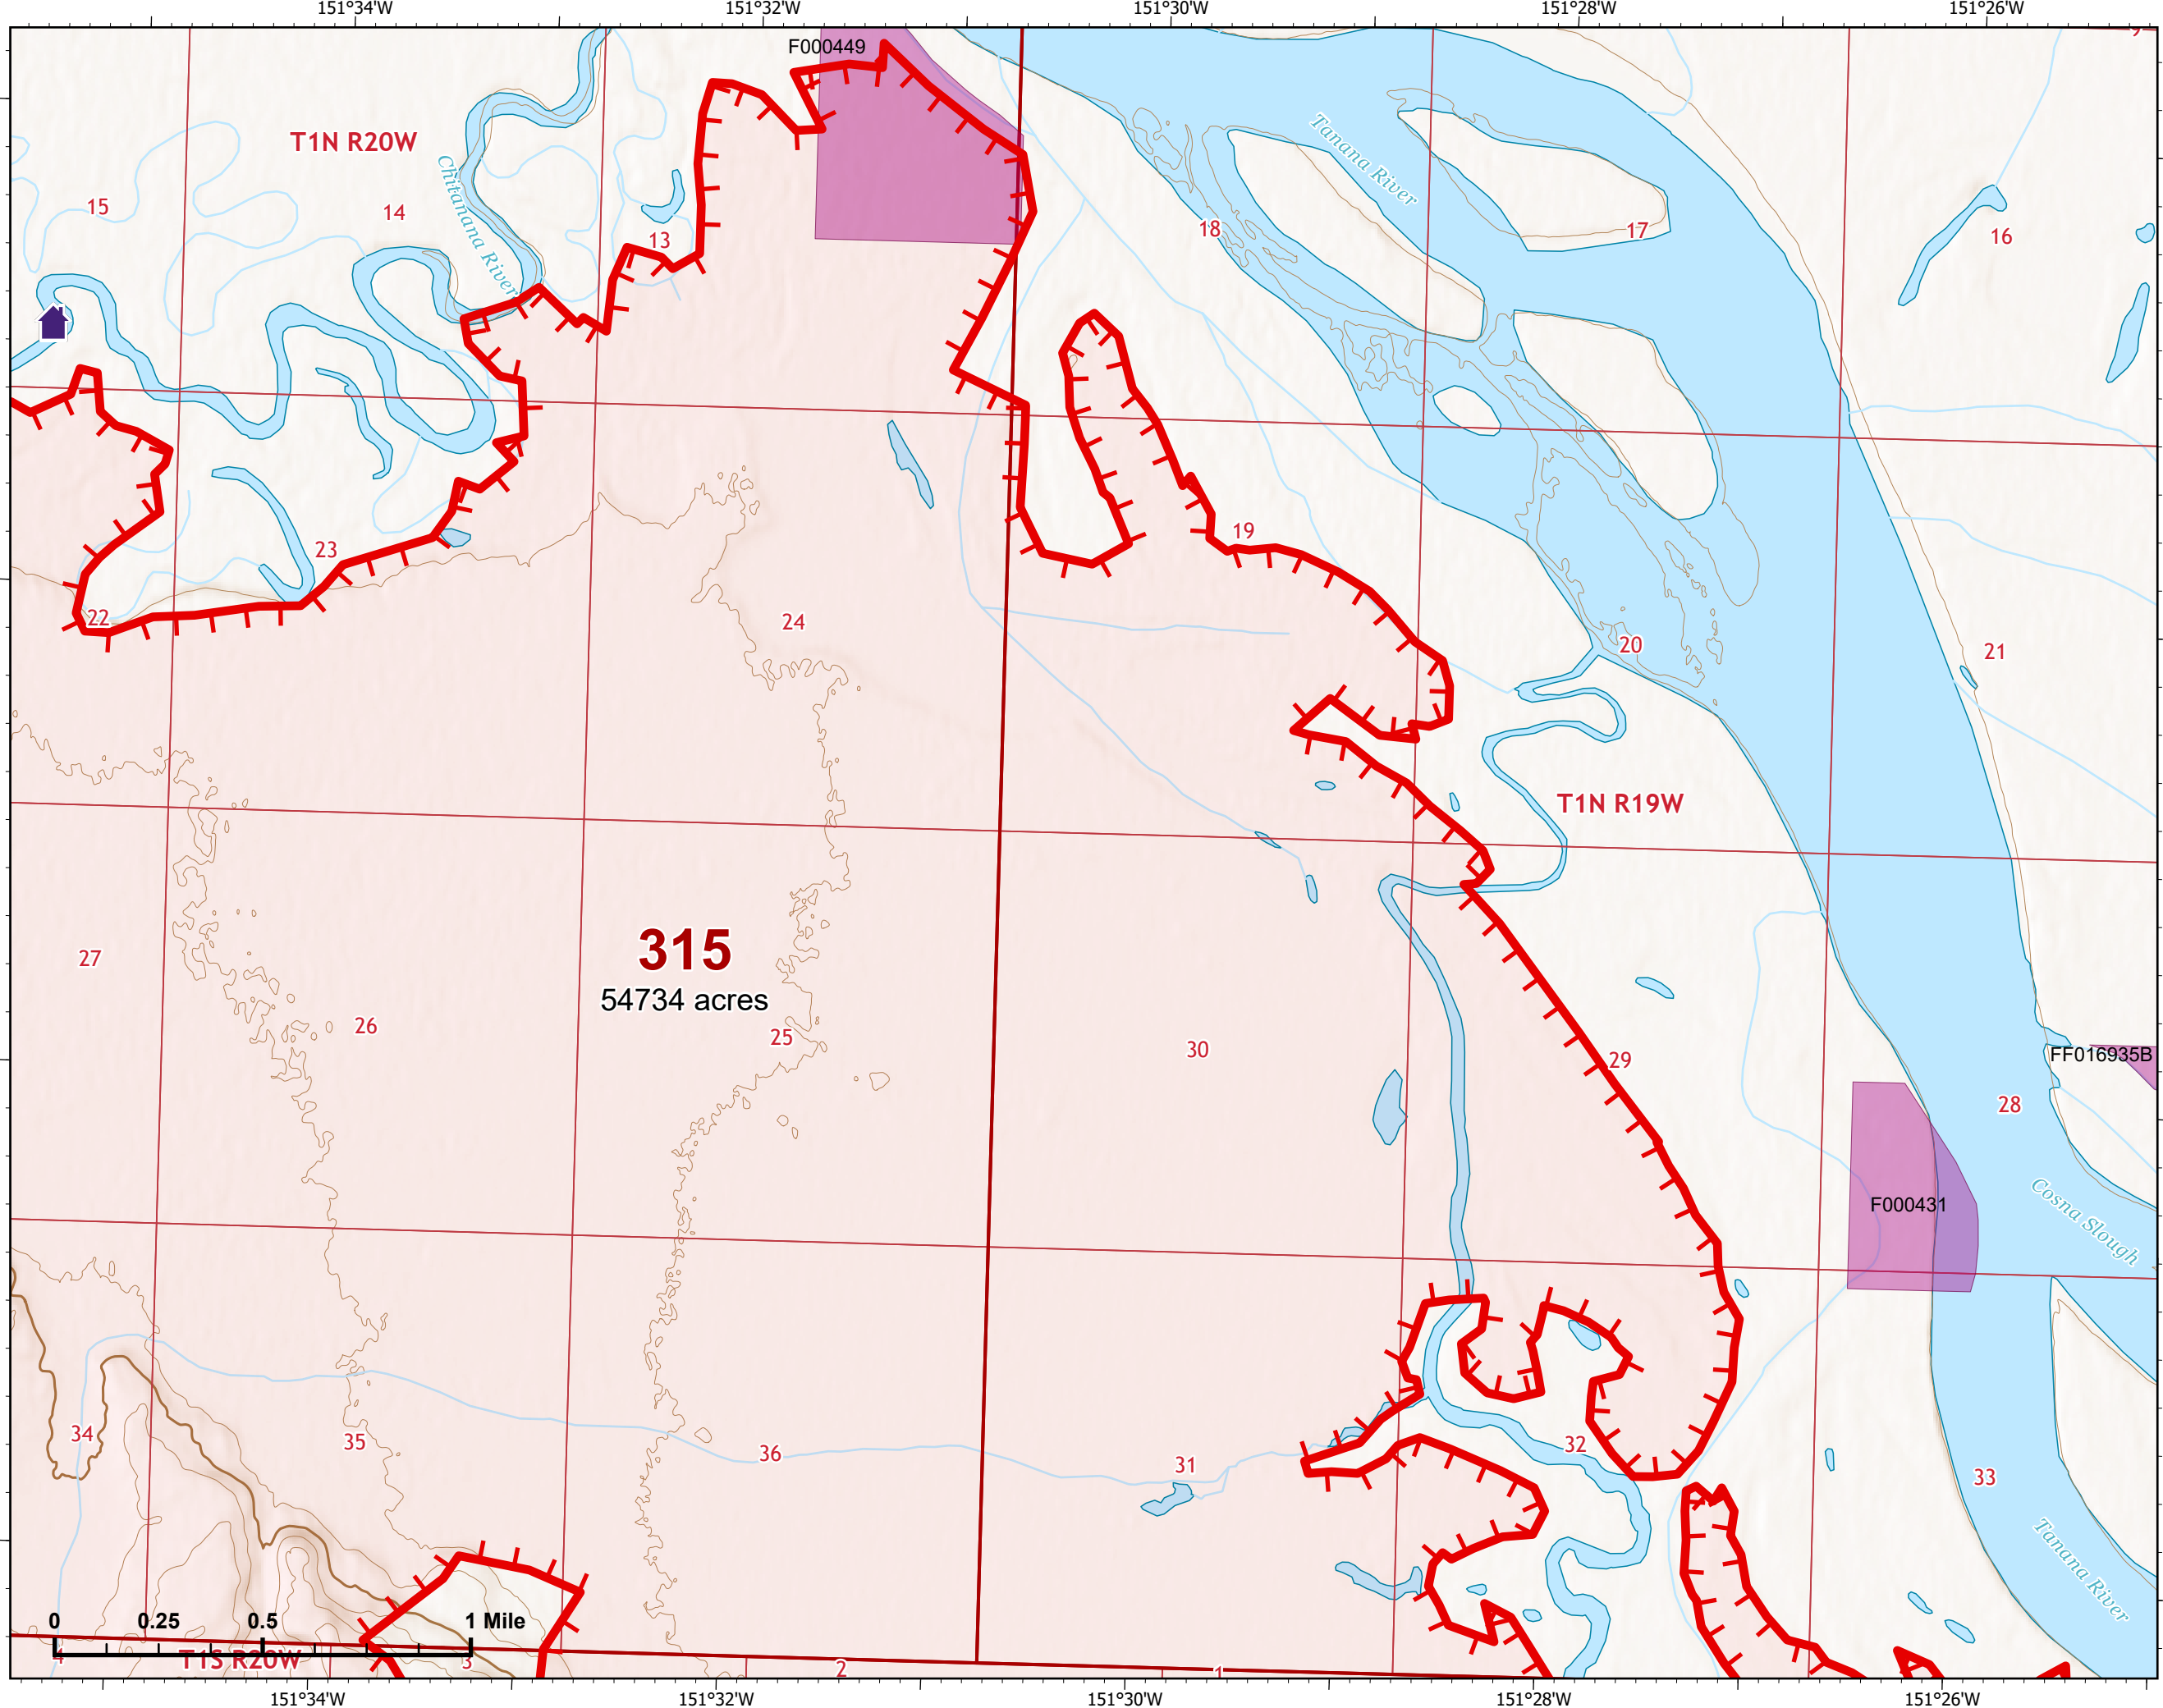 151°34'W 151°32'W 151°30'W 151°28'W 151°26'W
F000449
T1N R20W
Chitanana River
Tanana River
15 14 13 18 17 16
22 23 24 19 20 21
T1N R19W
315
54734 acres
27 26 25 30 29 28
FF016935B
F000431
Cosna Slough
34 35 36 31 32 33
Tanana River
0 0.25 0.5 1 Mile
4 T1S R20W 3 2 1
151°34'W 151°32'W 151°30'W 151°28'W 151°26'W